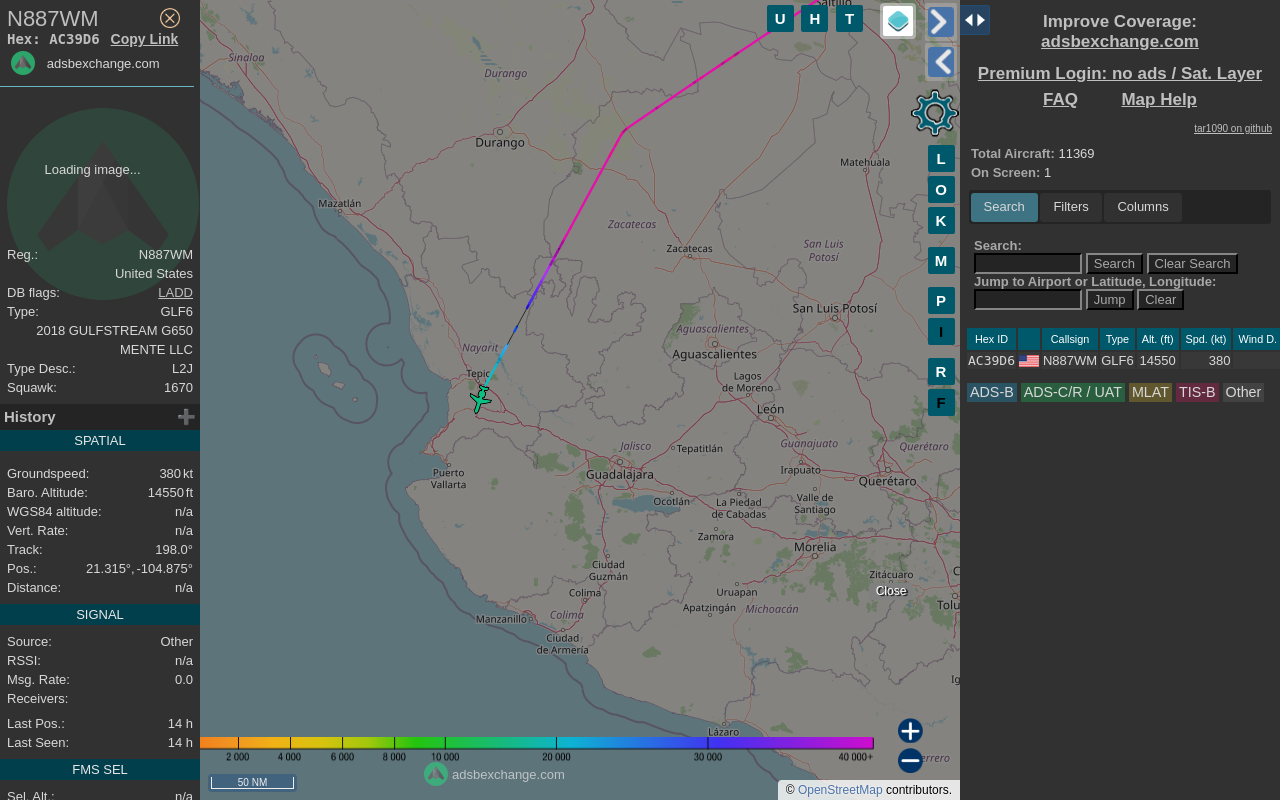 N887WM
Hex: AC39D6 Copy Link
adsbexchange.com
Loading image...
Reg.: N887WM
United States
DB flags: LADD
Type: GLF6
2018 GULFSTREAM G650
MENTE LLC
Type Desc.: L2J
Squawk: 1670
History
SPATIAL
Groundspeed: 380 kt
Baro. Altitude: 14550 ft
WGS84 altitude: n/a
Vert. Rate: n/a
Track: 198.0°
Pos.: 21.315°, -104.875°
Distance: n/a
SIGNAL
Source: Other
RSSI: n/a
Msg. Rate: 0.0
Receivers:
Last Pos.: 14 h
Last Seen: 14 h
FMS SEL
Sel. Alt.: n/a
Saltillo
U H T
Sinaloa
Durango
Durango
Matehuala
Mazatlán
Zacatecas
Zacatecas
San Luis
Potosí
San Luis Potosí
Aguascalientes
Aguascalientes
Nayarit
Tepic
Lagos
de Moreno
León
Jalisco
Tepatitlán
Guanajuato
Querétaro
Puerto
Vallarta
Guadalajara
Irapuato
Querétaro
Ocotlán
La Piedad
de Cabadas
Valle de
Santiago
Zamora
Morelia
Ciudad
Guzmán
Zitácuaro
Colima
Uruapan
Apatzingán
Michoacán
Manzanillo
Colima
Ciudad
de Armería
Lázaro
Close
L
O
K
M
P
I
R
F
2 000 4 000 6 000 8 000 10 000 20 000 30 000 40 000+
adsbexchange.com
50 NM
© OpenStreetMap contributors.
Improve Coverage:
adsbexchange.com
Premium Login: no ads / Sat. Layer
FAQ Map Help
tar1090 on github
Total Aircraft: 11369
On Screen: 1
Search Filters Columns
Search:
Search Clear Search
Jump to Airport or Latitude, Longitude:
Jump Clear
Hex ID Callsign Type Alt. (ft) Spd. (kt) Wind D.
AC39D6 N887WM GLF6 14550 380
ADS-B ADS-C/R / UAT MLAT TIS-B Other